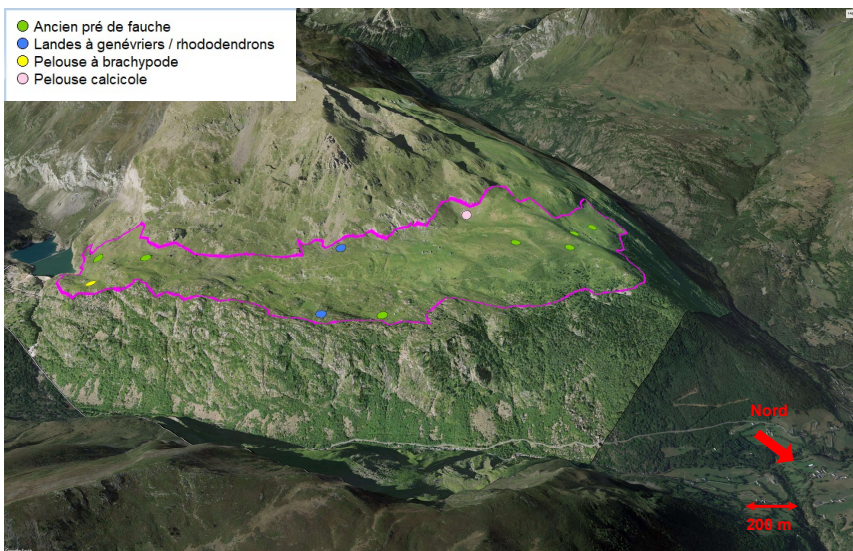 Ancien pré de fauche
Landes à genévriers / rhododendrons
Pelouse à brachypode
Pelouse calcicole
Nord
200 m